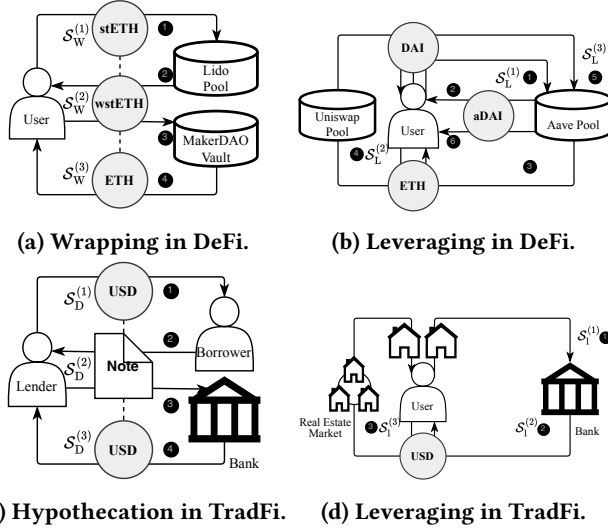 stETH
S_W^(1)
1
2
Lido
Pool
User
S_W^(2)
wstETH
3
MakerDAO
Vault
S_W^(3)
ETH
4
(a) Wrapping in DeFi.
DAI
S_L^(3)
S_L^(1)
1
5
2
aDAI
Uniswap
Pool
User
Aave Pool
6
4
S_L^(2)
3
ETH
(b) Leveraging in DeFi.
S_D^(1)
USD
1
2
Borrower
Lender
S_D^(2)
Note
3
S_D^(3)
USD
4
Bank
) Hypothecation in TradFi.
S_l^(1)
1
User
Real Estate
Market
3
S_l^(3)
S_l^(2)
2
Bank
USD
(d) Leveraging in TradFi.